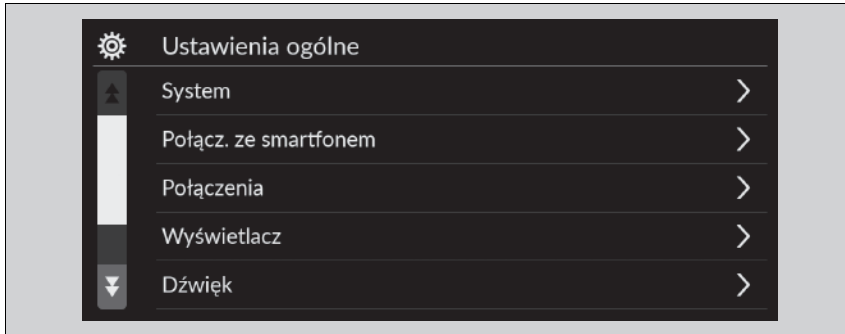 Ustawienia ogólne
System
Połącz. ze smartfonem
Połączenia
Wyświetlacz
Dźwięk